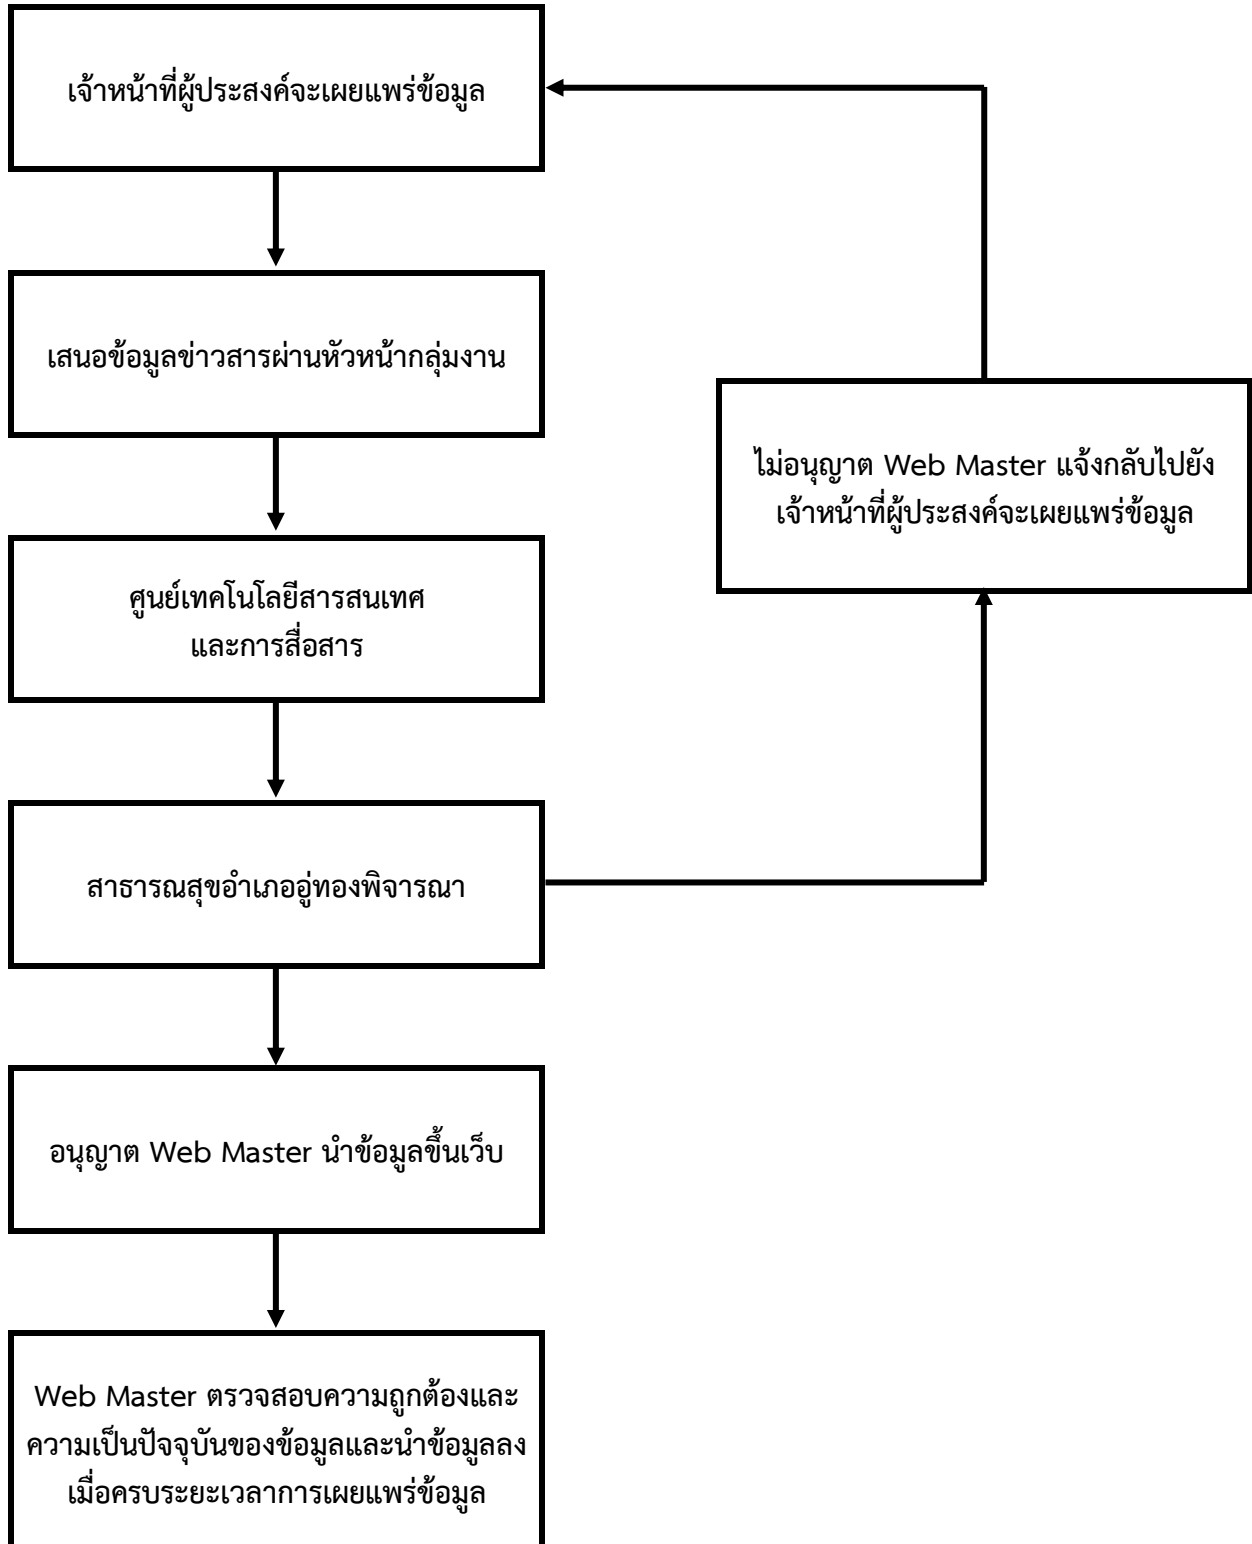 เจ้าหน้าที่ผู้ประสงค์จะเผยแพร่ข้อมูล
เสนอข้อมูลข่าวสารผ่านหัวหน้ากลุ่มงาน
ไม่อนุญาต Web Master แจ้งกลับไปยัง
เจ้าหน้าที่ผู้ประสงค์จะเผยแพร่ข้อมูล
ศูนย์เทคโนโลยีสารสนเทศ
และการสื่อสาร
สาธารณสุขอำเภออู่ทองพิจารณา
อนุญาต Web Master นำข้อมูลขึ้นเว็บ
Web Master ตรวจสอบความถูกต้องและ
ความเป็นปัจจุบันของข้อมูลและนำข้อมูลลง
เมื่อครบระยะเวลาการเผยแพร่ข้อมูล